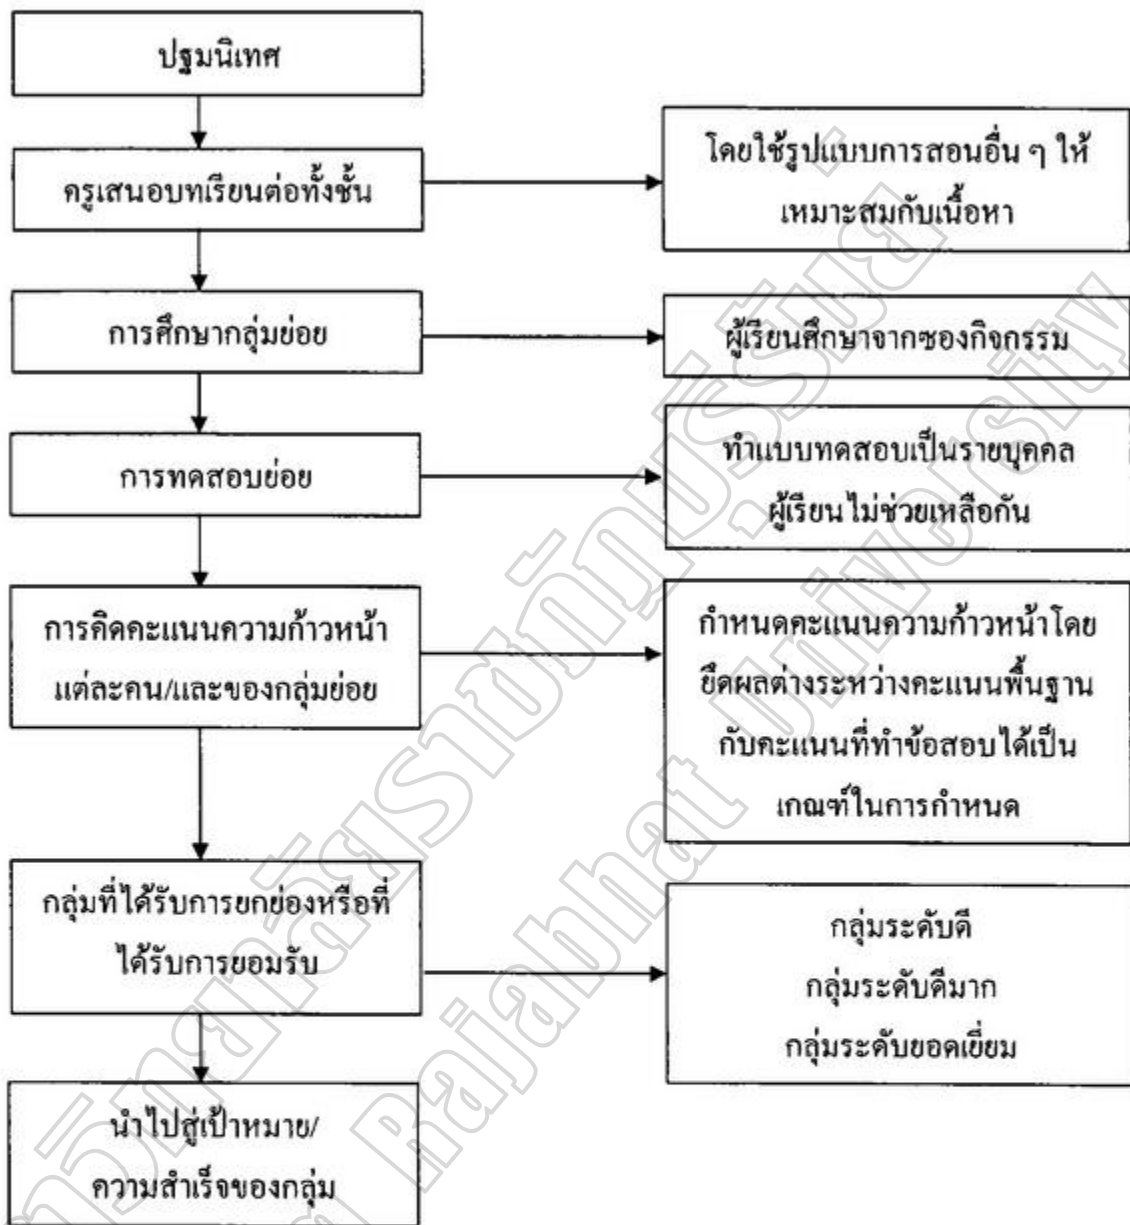 ปฐมนิเทศ
ครูเสนอบทเรียนต่อทั้งชั้น
โดยใช้รูปแบบการสอนอื่น ๆ ให้
เหมาะสมกับเนื้อหา
การศึกษากลุ่มย่อย
ผู้เรียนศึกษาจากซองกิจกรรม
การทดสอบย่อย
ทำแบบทดสอบเป็นรายบุคคล
ผู้เรียนไม่ช่วยเหลือกัน
การคิดคะแนนความก้าวหน้า
แต่ละคน/และของกลุ่มย่อย
กำหนดคะแนนความก้าวหน้าโดย
ยึดผลต่างระหว่างคะแนนพื้นฐาน
กับคะแนนที่ทำข้อสอบได้เป็น
เกณฑ์ในการกำหนด
กลุ่มที่ได้รับการยกย่องหรือที่
ได้รับการยอมรับ
กลุ่มระดับดี
กลุ่มระดับดีมาก
กลุ่มระดับยอดเยี่ยม
นำไปสู่เป้าหมาย/
ความสำเร็จของกลุ่ม
Rajabhat University